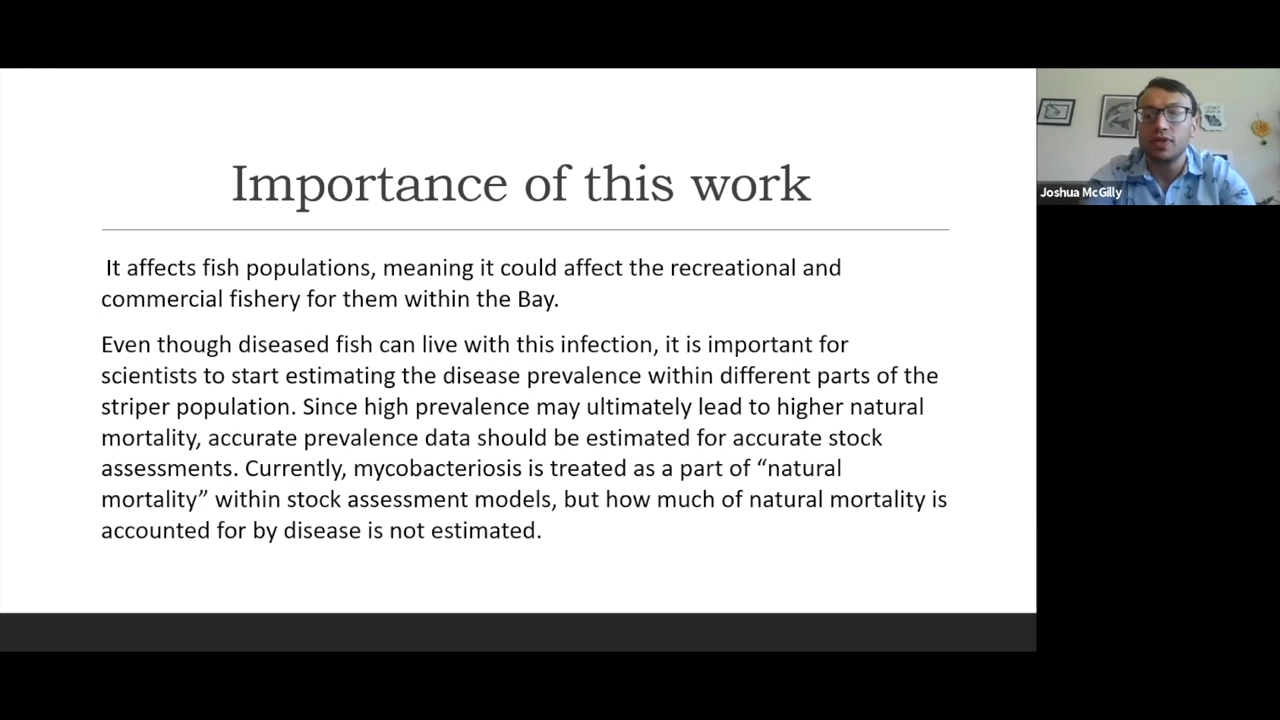 Importance of this work
It affects fish populations, meaning it could affect the recreational and
commercial fishery for them within the Bay.
Even though diseased fish can live with this infection, it is important for
scientists to start estimating the disease prevalence within different parts of the
striper population. Since high prevalence may ultimately lead to higher natural
mortality, accurate prevalence data should be estimated for accurate stock
assessments. Currently, mycobacteriosis is treated as a part of “natural
mortality” within stock assessment models, but how much of natural mortality is
accounted for by disease is not estimated.
Joshua McGilly